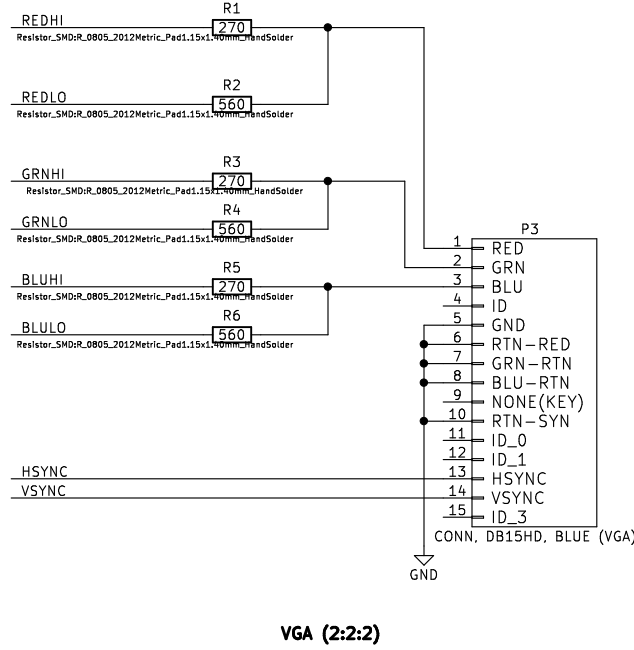 R1
REDHI
270
Resistor_SMD:R_0805_2012Metric_Pad1.15x1.40mm_HandSolder
R2
REDLO
560
Resistor_SMD:R_0805_2012Metric_Pad1.15x1.40mm_HandSolder
R3
GRNHI
270
Resistor_SMD:R_0805_2012Metric_Pad1.15x1.40mm_HandSolder
R4
GRNLO
560
Resistor_SMD:R_0805_2012Metric_Pad1.15x1.40mm_HandSolder
R5
BLUHI
270
Resistor_SMD:R_0805_2012Metric_Pad1.15x1.40mm_HandSolder
R6
BLULO
560
Resistor_SMD:R_0805_2012Metric_Pad1.15x1.40mm_HandSolder
HSYNC
VSYNC
P3
1 RED
2 GRN
3 BLU
4 ID
5 GND
6 RTN-RED
7 GRN-RTN
8 BLU-RTN
9 NONE(KEY)
10 RTN-SYN
11 ID_0
12 ID_1
13 HSYNC
14 VSYNC
15 ID_3
CONN, DB15HD, BLUE (VGA)
GND
VGA (2:2:2)